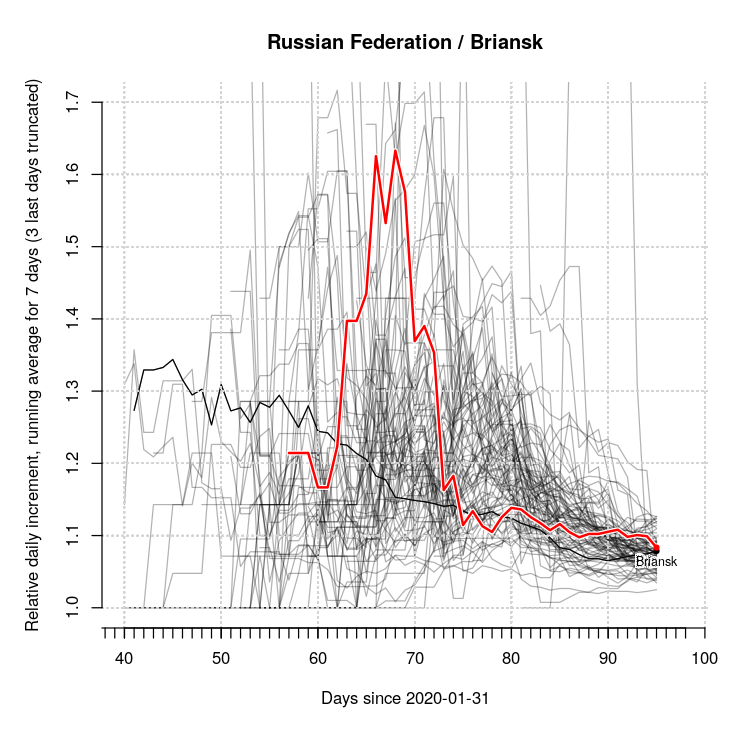 Russian Federation / Briansk
Relative daily increment, running average for 7 days (3 last days truncated)
1.7
1.6
1.5
1.4
1.3
1.2
1.1
1.0
Briansk
40 50 60 70 80 90 100
Days since 2020-01-31